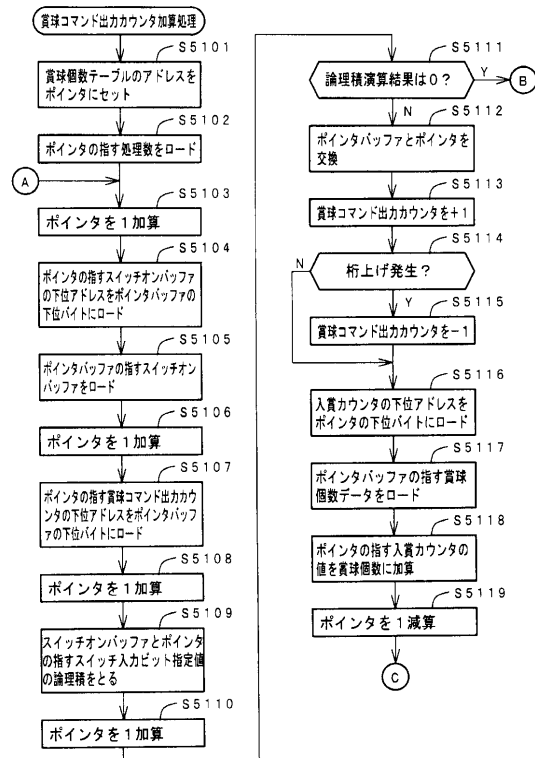 賞球コマンド出力カウンタ加算処理
S5101
賞球個数テーブルのアドレスを
ポインタにセット
S5102
ポインタの指す処理数をロード
A
S5103
ポインタを1加算
S5104
ポインタの指すスイッチオンバッファ
の下位アドレスをポインタバッファの
下位バイトにロード
S5105
ポインタバッファの指すスイッチオン
バッファをロード
S5106
ポインタを1加算
S5107
ポインタの指す賞球コマンド出力カウ
ンタの下位アドレスをポインタバッフ
ァの下位バイトにロード
S5108
ポインタを1加算
S5109
スイッチオンバッファとポインタ
の指すスイッチ入力ビット指定値
の論理積をとる
S5110
ポインタを1加算
S5111
論理積演算結果は0?
Y
B
N
S5112
ポインタバッファとポインタを
交換
S5113
賞球コマンド出力カウンタを+1
S5114
N
桁上げ発生?
Y
S5115
賞球コマンド出力カウンタを-1
S5116
入賞カウンタの下位アドレスを
ポインタの下位バイトにロード
S5117
ポインタバッファの指す賞球
個数データをロード
S5118
ポインタの指す入賞カウンタの
値を賞球個数に加算
S5119
ポインタを1減算
C